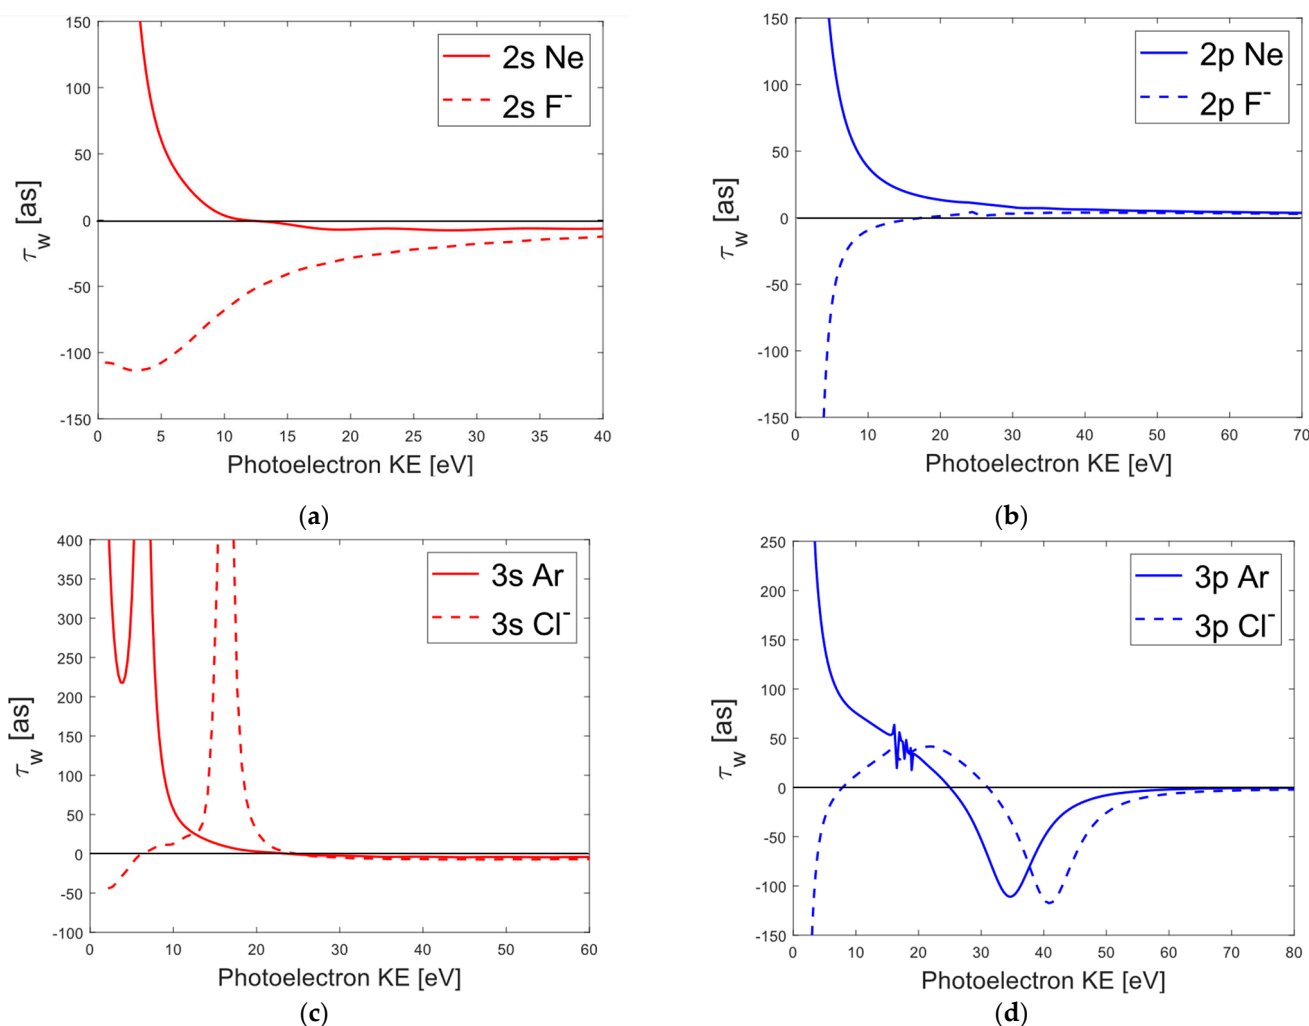 150
100
50
0
-50
-100
-150
0 5 10 15 20 25 30 35 40
τw [as]
Photoelectron KE [eV]
2s Ne
2s F-
(a)
150
100
50
0
-50
-100
-150
0 10 20 30 40 50 60 70
τw [as]
Photoelectron KE [eV]
2p Ne
2p F-
(b)
400
350
300
250
200
150
100
50
0
-50
-100
0 10 20 30 40 50 60
τw [as]
Photoelectron KE [eV]
3s Ar
3s Cl-
(c)
250
200
150
100
50
0
-50
-100
-150
0 10 20 30 40 50 60 70 80
τw [as]
Photoelectron KE [eV]
3p Ar
3p Cl-
(d)